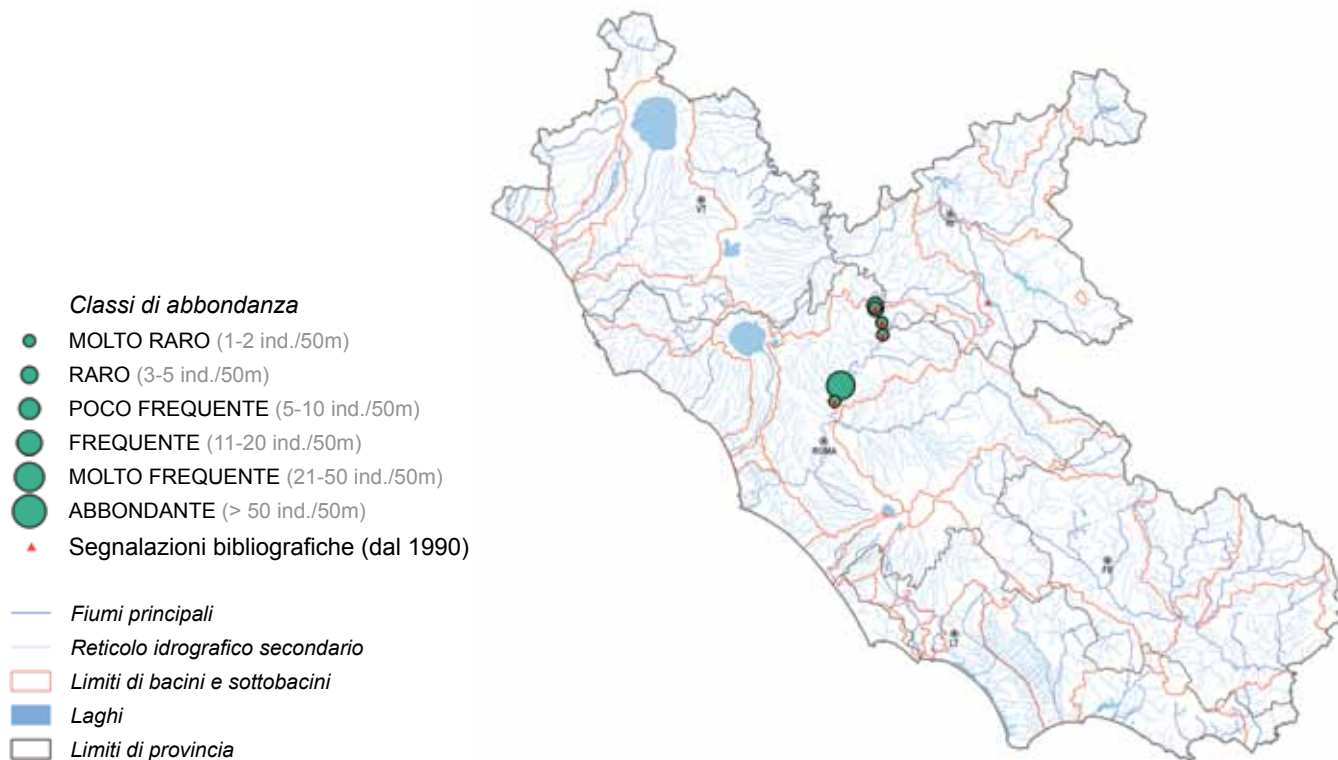 Classi di abbondanza
MOLTO RARO (1-2 ind./50m)
RARO (3-5 ind./50m)
POCO FREQUENTE (5-10 ind./50m)
FREQUENTE (11-20 ind./50m)
MOLTO FREQUENTE (21-50 ind./50m)
ABBONDANTE (> 50 ind./50m)
Segnalazioni bibliografiche (dal 1990)
Fiumi principali
Reticolo idrografico secondario
Limiti di bacini e sottobacini
Laghi
Limiti di provincia
VT
RI
ROMA
FR
LT